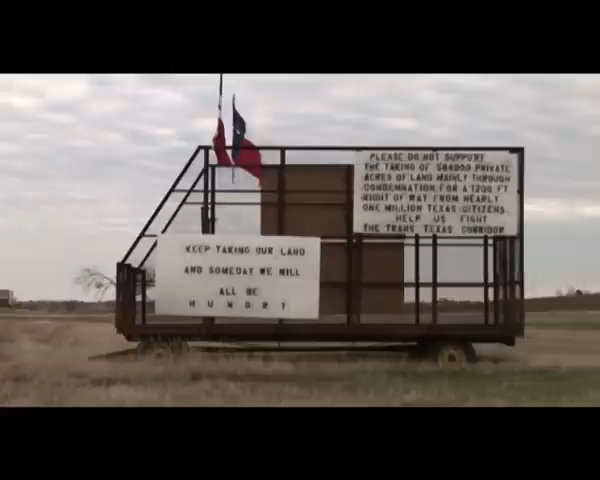 KEEP TAKING OUR LAND
AND SOMEDAY WE WILL
ALL BE
HUNGRY
PLEASE DO NOT SUPPORT
THE TAKING OF 584000 PRIVATE
ACRES OF LAND MAINLY THROUGH
CONDEMNATION FOR A 1200 FT
RIGHT OF WAY FROM NEARLY
ONE MILLION TEXAS CITIZENS.
HELP US FIGHT
THE TRANS TEXAS CORRIDOR